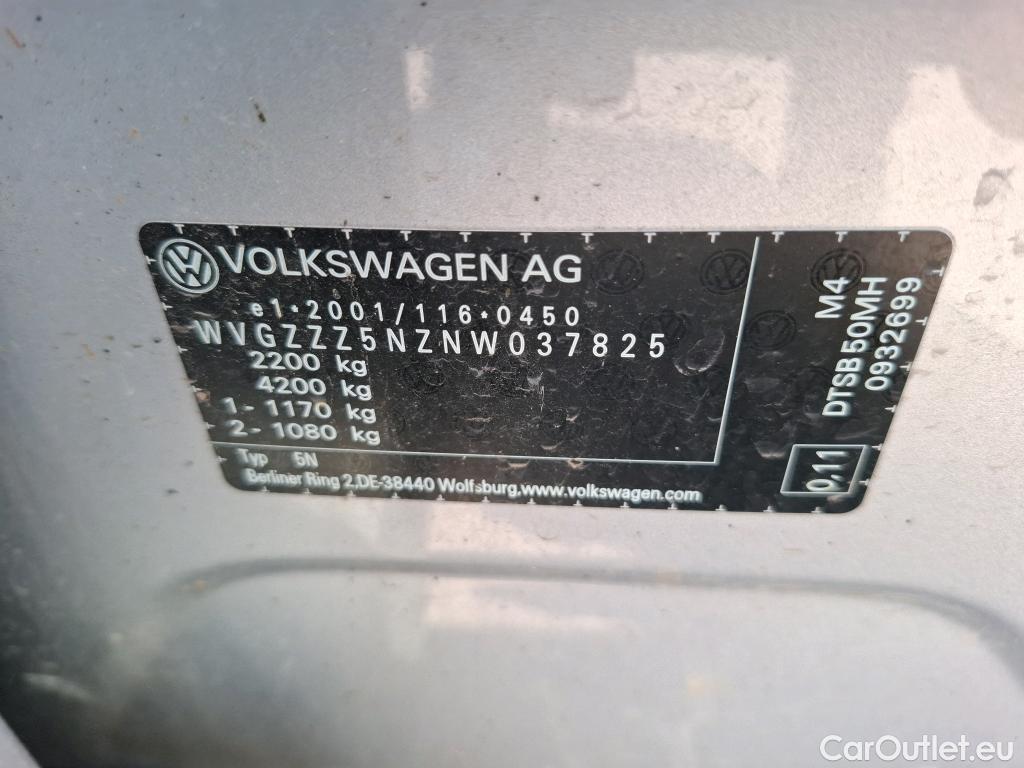 VOLKSWAGEN AG
e1*2001/116*0450
WVGZZZ5NZNW037825
2200 kg
4200 kg
1- 1170 kg
2- 1080 kg
Typ 5N
Berliner Ring 2,DE-38440 Wolfsburg,www.volkswagen.com
M4
DTSB50MH
0932699
0,11
CarOutlet.eu